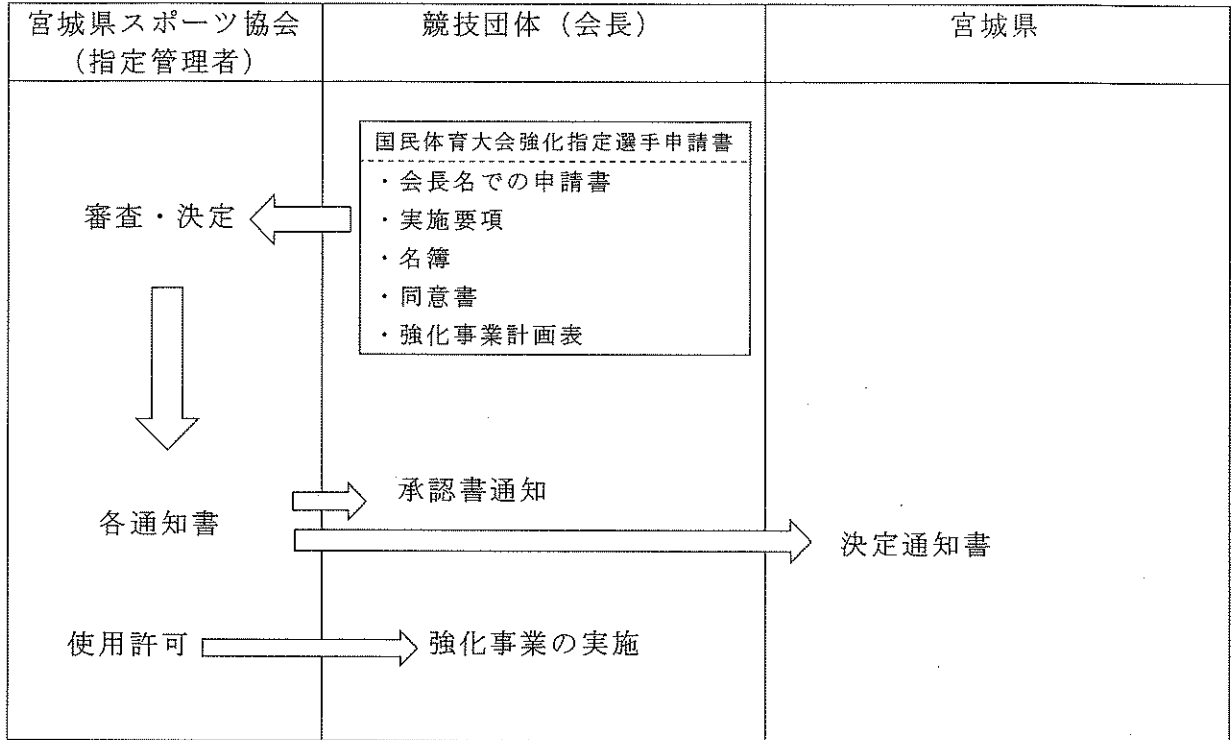 宮城県スポーツ協会
(指定管理者)
競技団体(会長)
宮城県
国民体育大会強化指定選手申請書
・会長名での申請書
・実施要項
・名簿
・同意書
・強化事業計画表
審査・決定
各通知書
承認書通知
決定通知書
使用許可
強化事業の実施